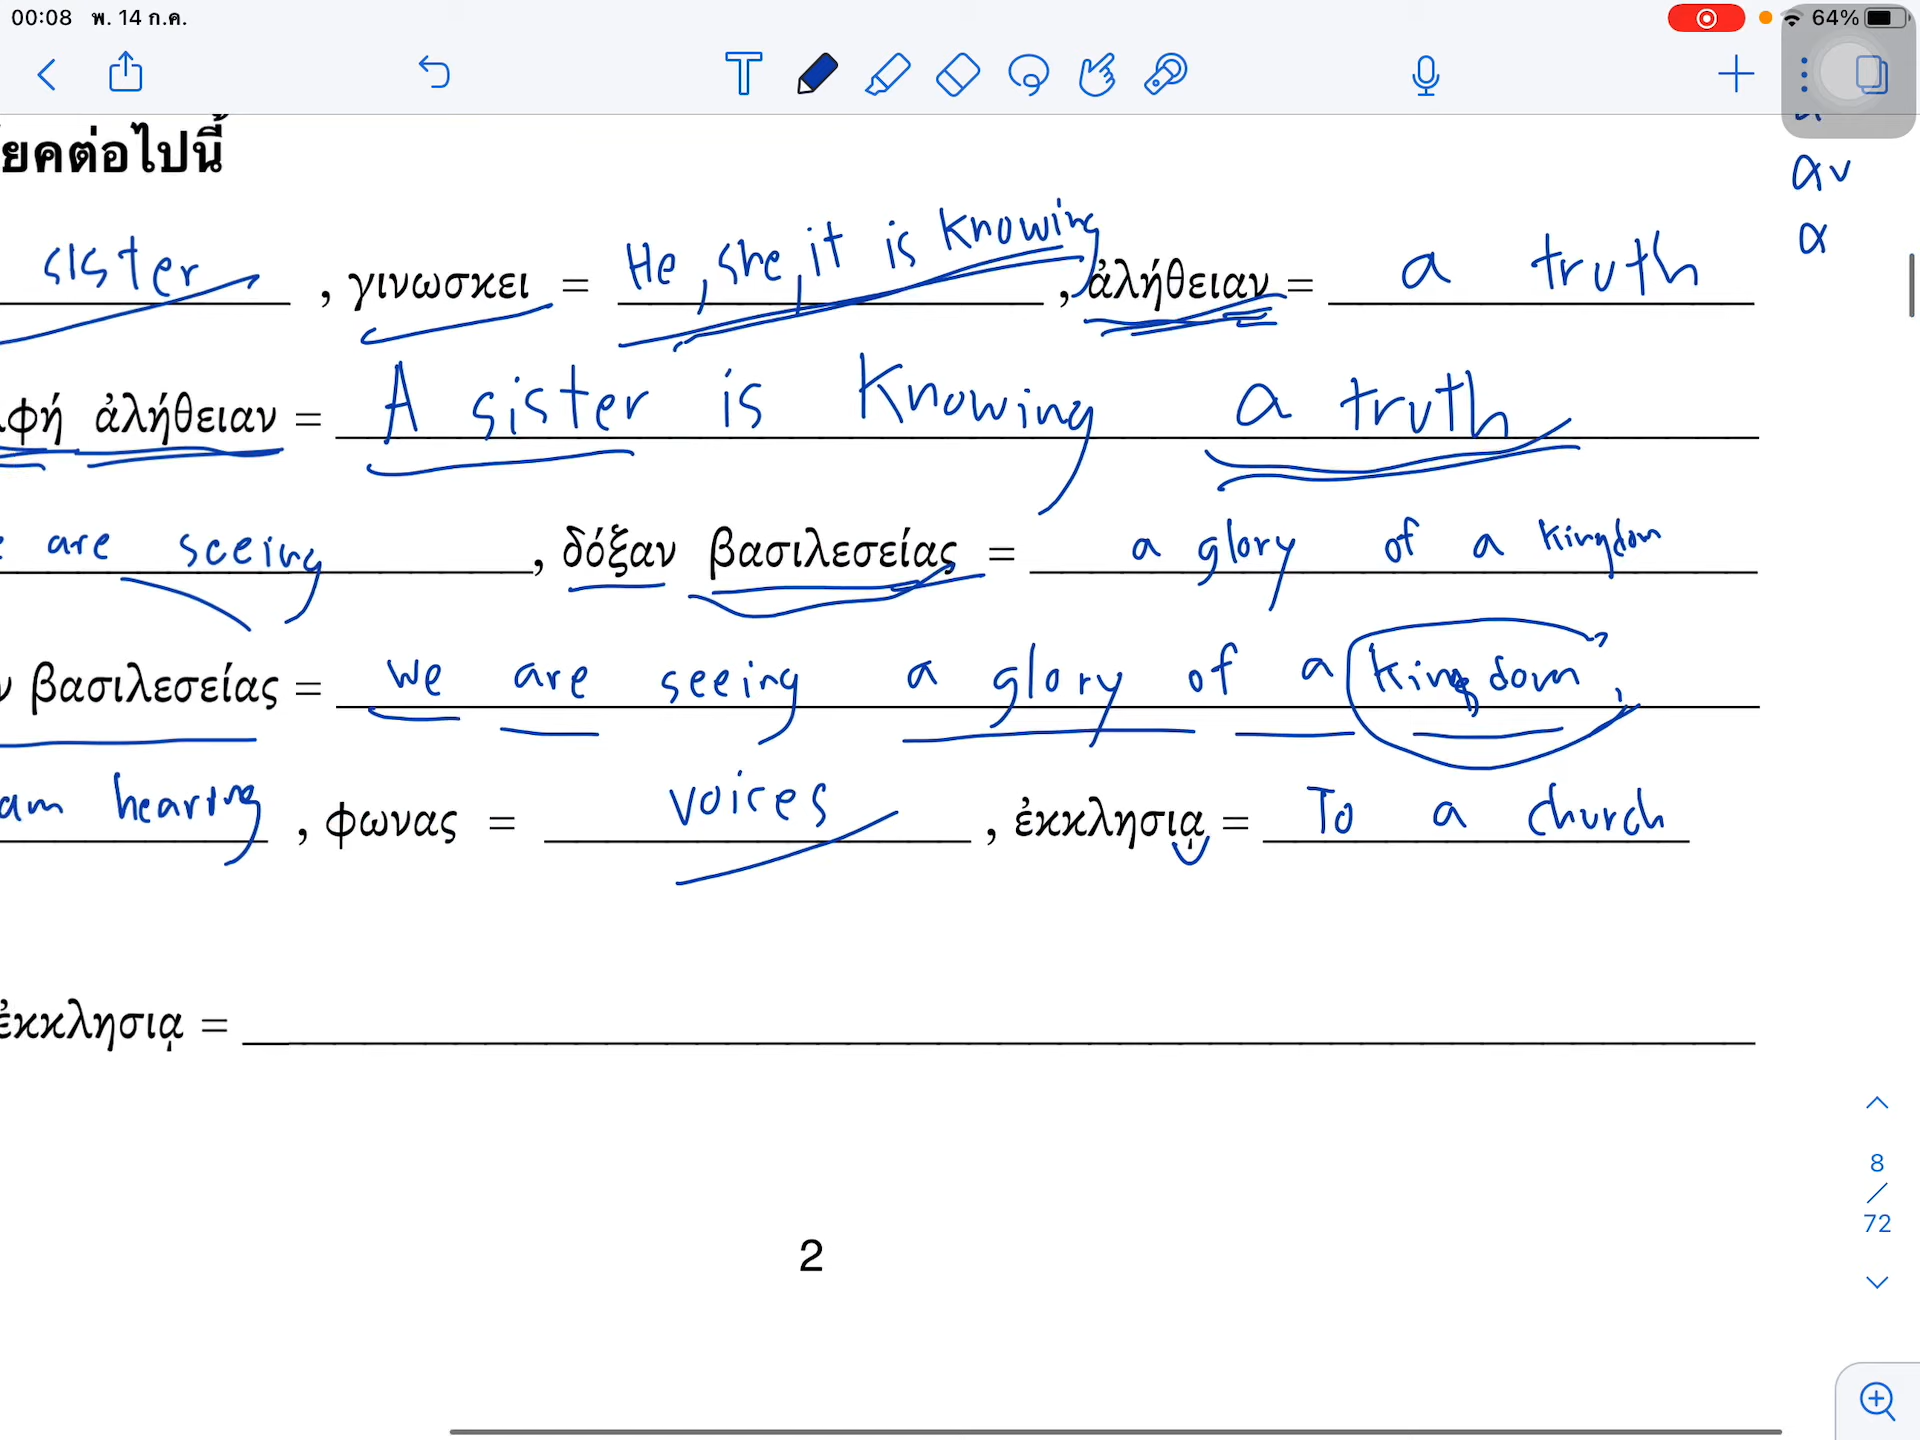 00:08 พ. 14 ก.ค. 64%
ยคต่อไปนี้
αν
α
sister , γινωσκει = He, she, it is knowing , ἀλήθειαν = a truth
φή ἀλήθειαν = A sister is knowing a truth
are seeing , δόξαν βασιλεσείας = a glory of a kingdom
βασιλεσείας = we are seeing a glory of a kingdom
am hearing , φωνας = voices , ἐκκλησιᾳ = To a church
ἐκκλησιᾳ =
8
/
72
2